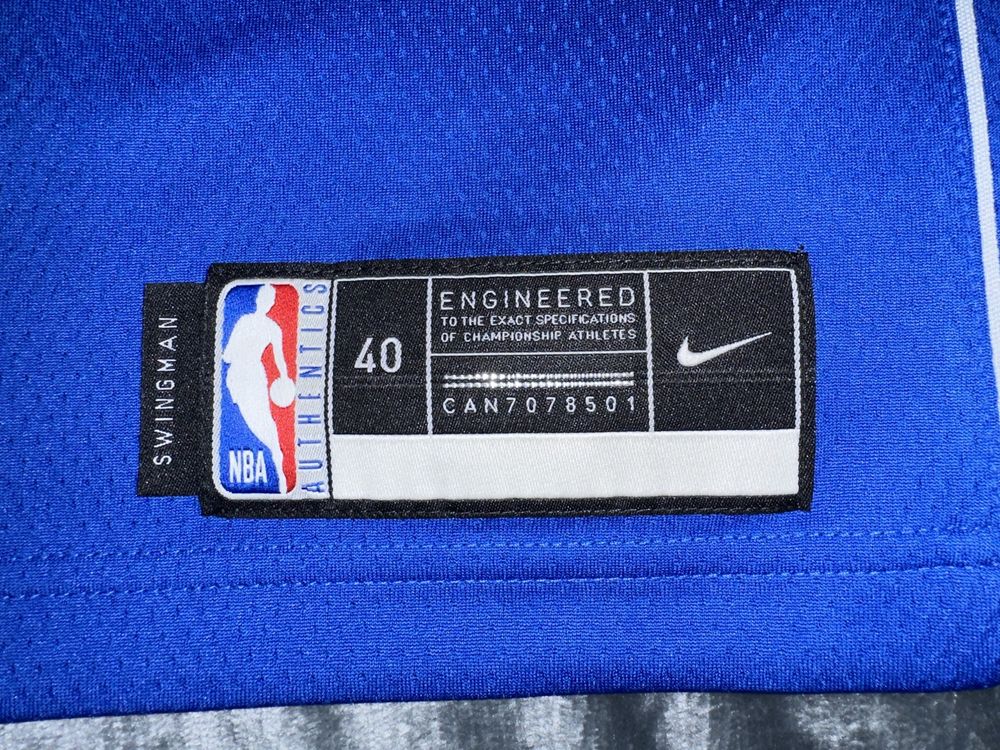 SWINGMAN
NBA
AUTHENTICS
40
ENGINEERED
TO THE EXACT SPECIFICATIONS
OF CHAMPIONSHIP ATHLETES
CAN7078501